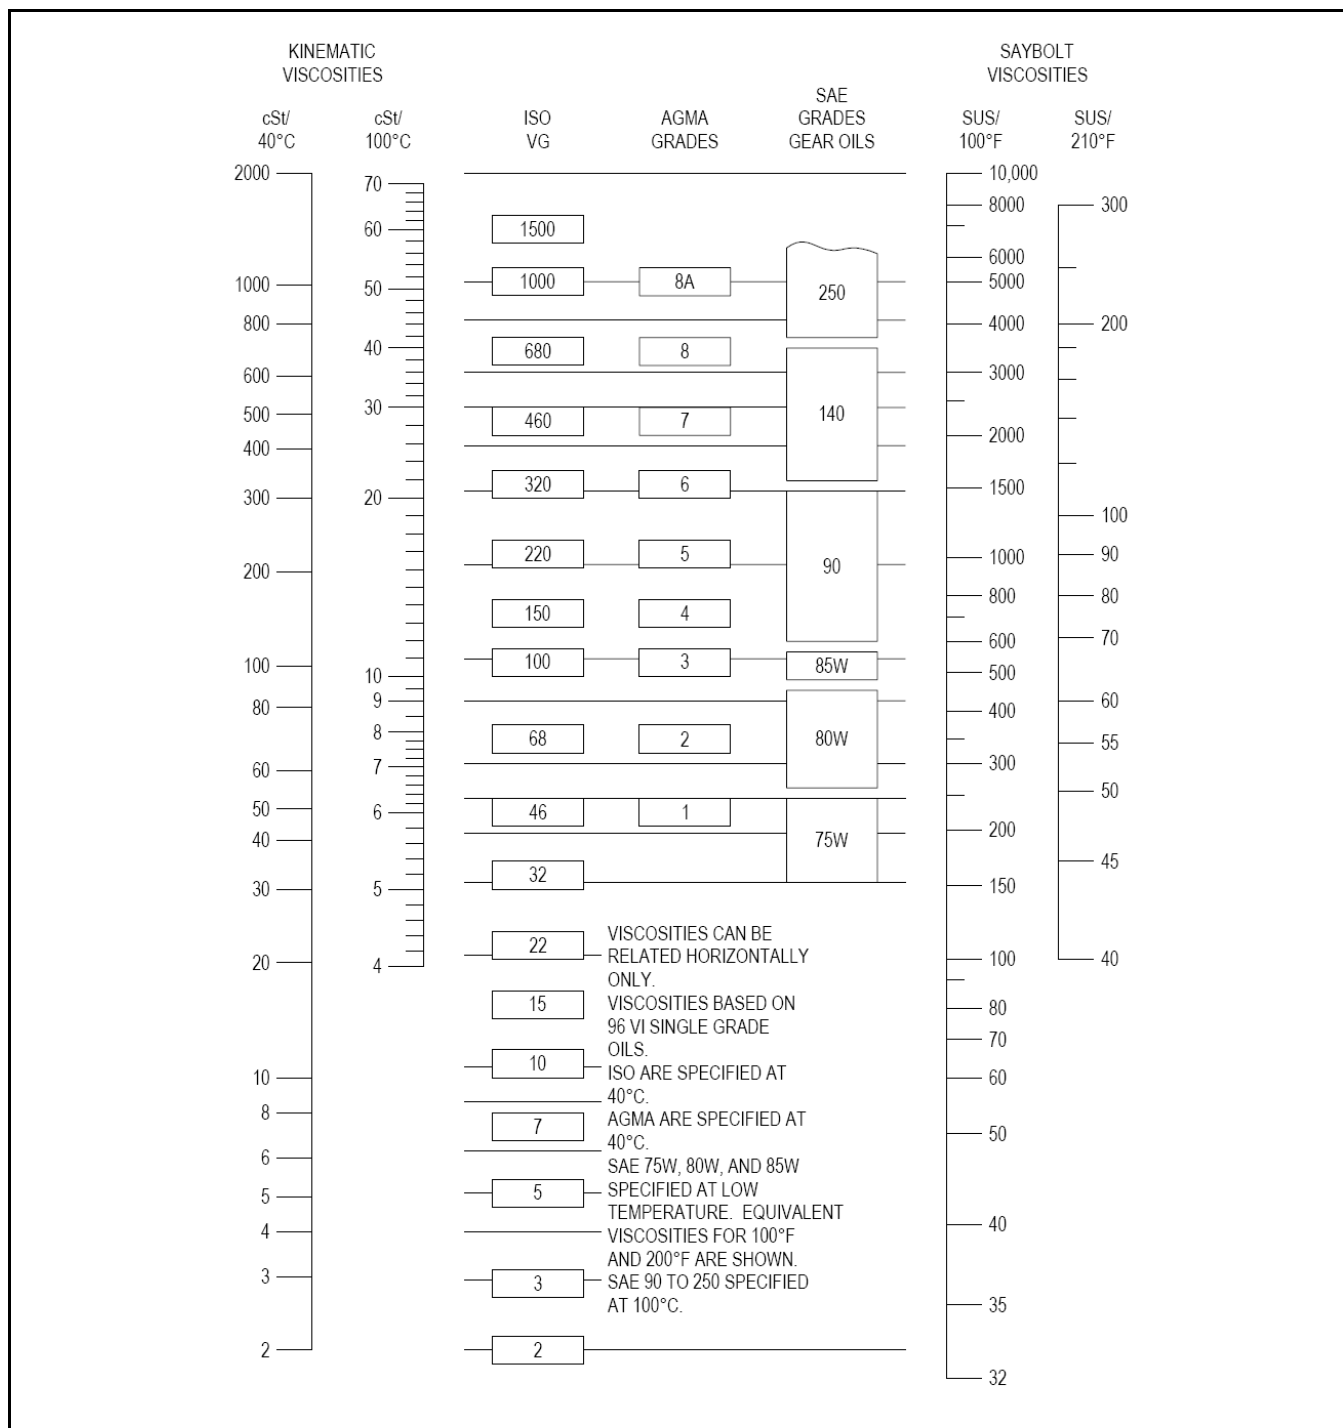 KINEMATIC
VISCOSITIES
SAYBOLT
VISCOSITIES
cSt/
40°C
cSt/
100°C
ISO
VG
AGMA
GRADES
SAE
GRADES
GEAR OILS
SUS/
100°F
SUS/
210°F
2000
1000
800
600
500
400
300
200
100
80
60
50
40
30
20
10
8
6
5
4
3
2
70
60
50
40
30
20
10
9
8
7
6
5
4
1500
1000
680
460
320
220
150
100
68
46
32
22
15
10
7
5
3
2
8A
8
7
6
5
4
3
2
1
250
140
90
85W
80W
75W
VISCOSITIES CAN BE
RELATED HORIZONTALLY
ONLY.
VISCOSITIES BASED ON
96 VI SINGLE GRADE
OILS.
ISO ARE SPECIFIED AT
40°C.
AGMA ARE SPECIFIED AT
40°C.
SAE 75W, 80W, AND 85W
SPECIFIED AT LOW
TEMPERATURE. EQUIVALENT
VISCOSITIES FOR 100°F
AND 200°F ARE SHOWN.
SAE 90 TO 250 SPECIFIED
AT 100°C.
10,000
8000
6000
5000
4000
3000
2000
1500
1000
800
600
500
400
300
200
150
100
80
70
60
50
40
35
32
300
200
100
90
80
70
60
55
50
45
40